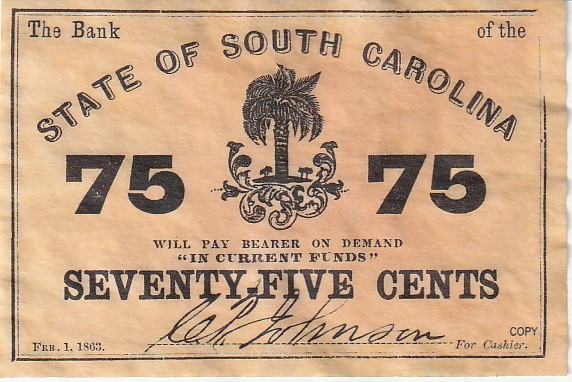 The Bank of the
STATE OF SOUTH CAROLINA
75 75
WILL PAY BEARER ON DEMAND
"IN CURRENT FUNDS"
SEVENTY-FIVE CENTS
Johnson
COPY
FEB. 1, 1863. For Cashier.